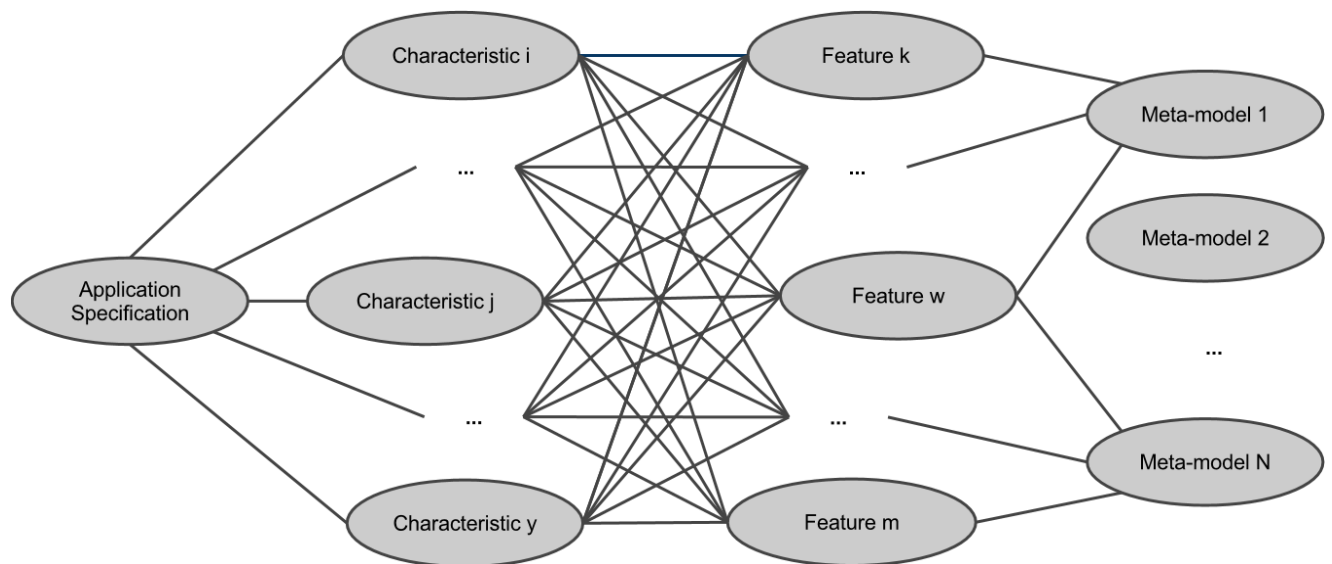 Characteristic i
Feature k
Meta-model 1
...
...
Meta-model 2
Application
Specification
Characteristic j
Feature w
...
...
...
Meta-model N
Characteristic y
Feature m